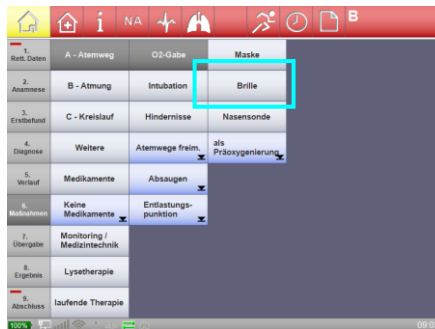 i NA B
1.
Rett. Daten
A - Atemweg
O2-Gabe
Maske
2.
Anamnese
B - Atmung
Intubation
Brille
3.
Erstbefund
C - Kreislauf
Hindernisse
Nasensonde
4.
Diagnose
Weitere
Atemwege freim.
als
Präoxygenierung
5.
Verlauf
Medikamente
Absaugen
6.
Maßnahmen
Keine
Medikamente
Entlastungs-
punktion
7.
Übergabe
Monitoring /
Medizintechnik
8.
Ergebnis
Lysetherapie
9.
Abschluss
laufende Therapie
100%